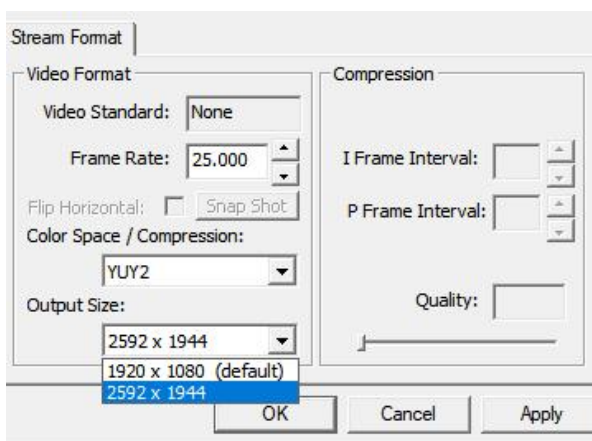 Stream Format
Video Format
Video Standard: None
Frame Rate: 25.000
Flip Horizontal: Snap Shot
Color Space / Compression:
YUY2
Output Size:
2592 x 1944
1920 x 1080 (default)
2592 x 1944
Compression
I Frame Interval:
P Frame Interval:
Quality:
OK Cancel Apply